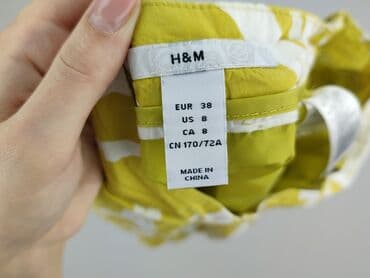 H&M
EUR 38
US 8
CA 8
CN 170/72A
MADE IN
CHINA